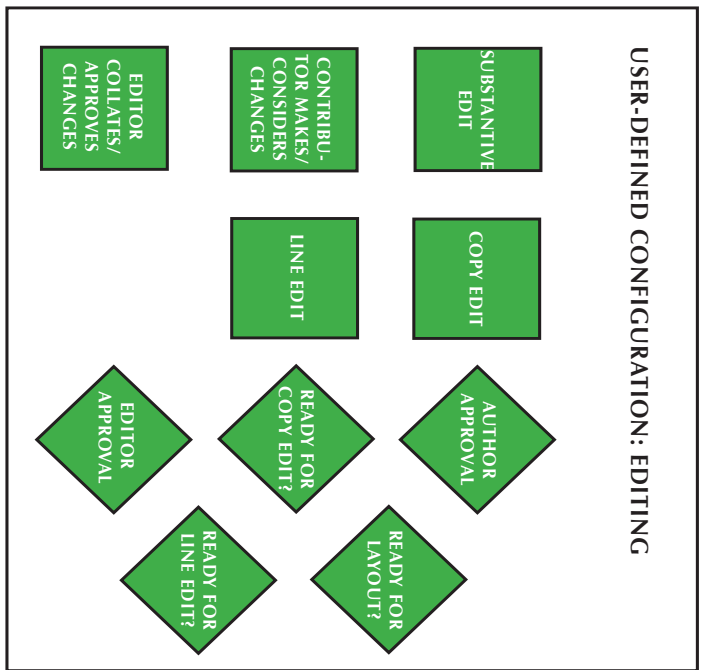 USER-DEFINED CONFIGURATION: EDITING
SUBSTANTIVE
EDIT
COPY EDIT
AUTHOR
APPROVAL
READY FOR
LAYOUT?
CONTRIBU-
TOR MAKES/
CONSIDERS
CHANGES
LINE EDIT
READY FOR
COPY EDIT?
READY FOR
LINE EDIT?
EDITOR
COLLATES/
APPROVES
CHANGES
EDITOR
APPROVAL